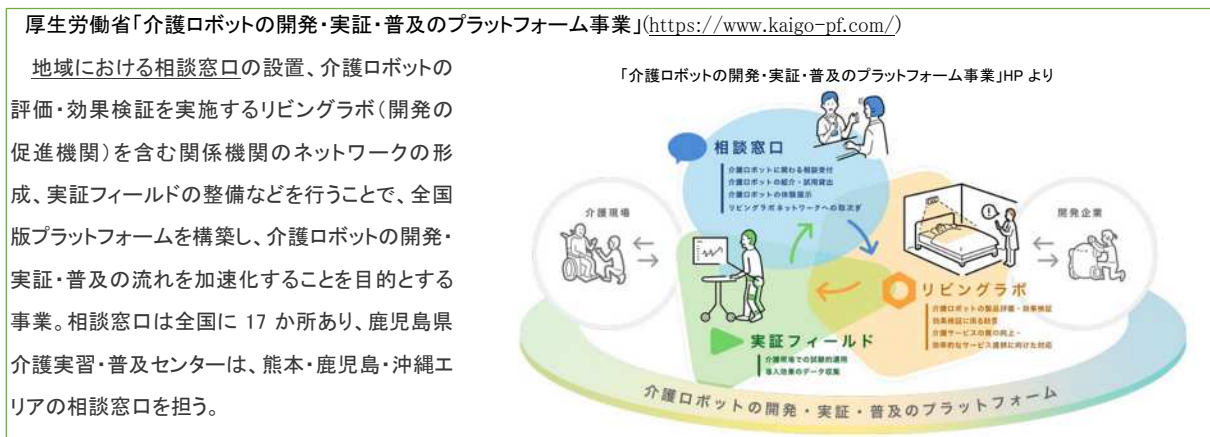 厚生労働省「介護ロボットの開発・実証・普及のプラットフォーム事業」(https://www.kaigo-pf.com/)
地域における相談窓口の設置、介護ロボットの
評価・効果検証を実施するリビングラボ(開発の
促進機関)を含む関係機関のネットワークの形
成、実証フィールドの整備などを行うことで、全国
版プラットフォームを構築し、介護ロボットの開発・
実証・普及の流れを加速化することを目的とする
事業。相談窓口は全国に 17 か所あり、鹿児島県
介護実習・普及センターは、熊本・鹿児島・沖縄エ
リアの相談窓口を担う。
「介護ロボットの開発・実証・普及のプラットフォーム事業」HP より
相談窓口
介護ロボットに関わる相談受付
介護ロボットの紹介・試用貸出
介護ロボットの体験展示
リビングラボネットワークへの取次ぎ
介護現場
開発企業
リビングラボ
介護ロボットの製品評価・効果検証
効果検証に係る助言
介護サービスの質の向上・
効率的なサービス提供に向けた対応
実証フィールド
介護現場での試験的運用
導入効果のデータ収集
介護ロボットの開発・実証・普及のプラットフォーム